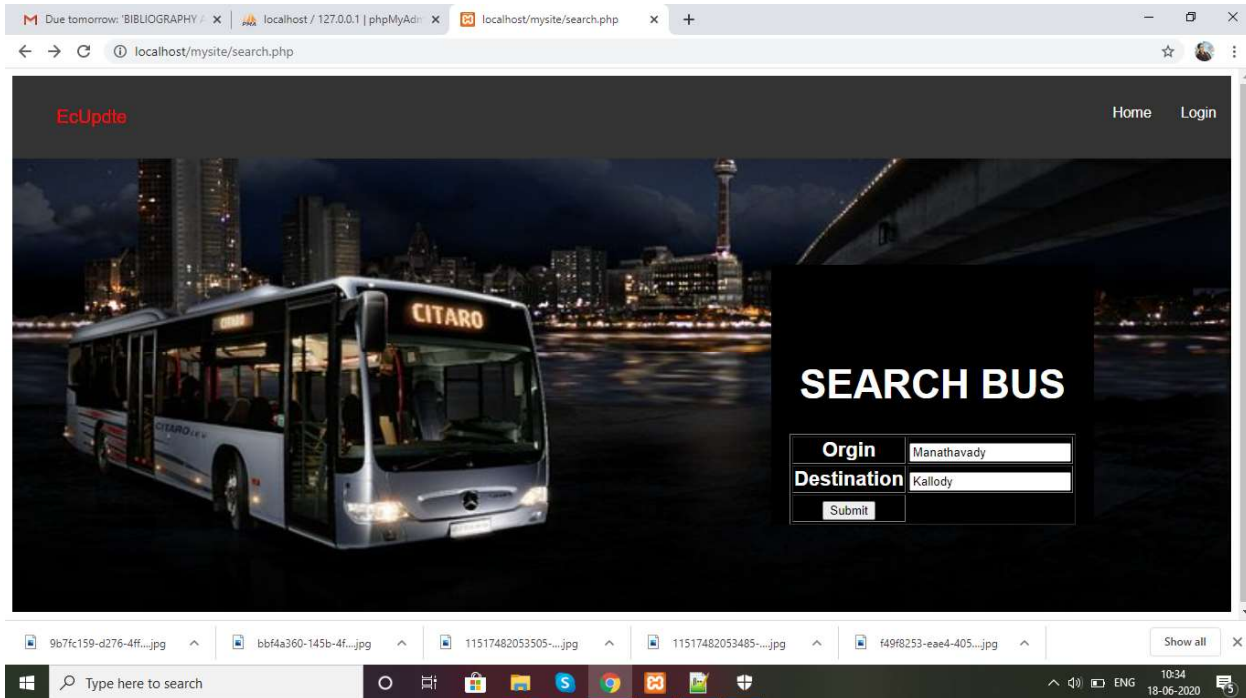 Due tomorrow: 'BIBLIOGRAPHY A
localhost / 127.0.0.1 | phpMyAdn
localhost/mysite/search.php
localhost/mysite/search.php
EcUpdte
Home Login
CITARO
CITARO
SEARCH BUS
Orgin Manathavady
Destination Kallody
Submit
9b7fc159-d276-4ff....jpg
bbf4a360-145b-4f....jpg
11517482053505-....jpg
11517482053485-....jpg
f49f8253-eae4-405....jpg
Show all
Type here to search
ENG
10:34
18-06-2020
5